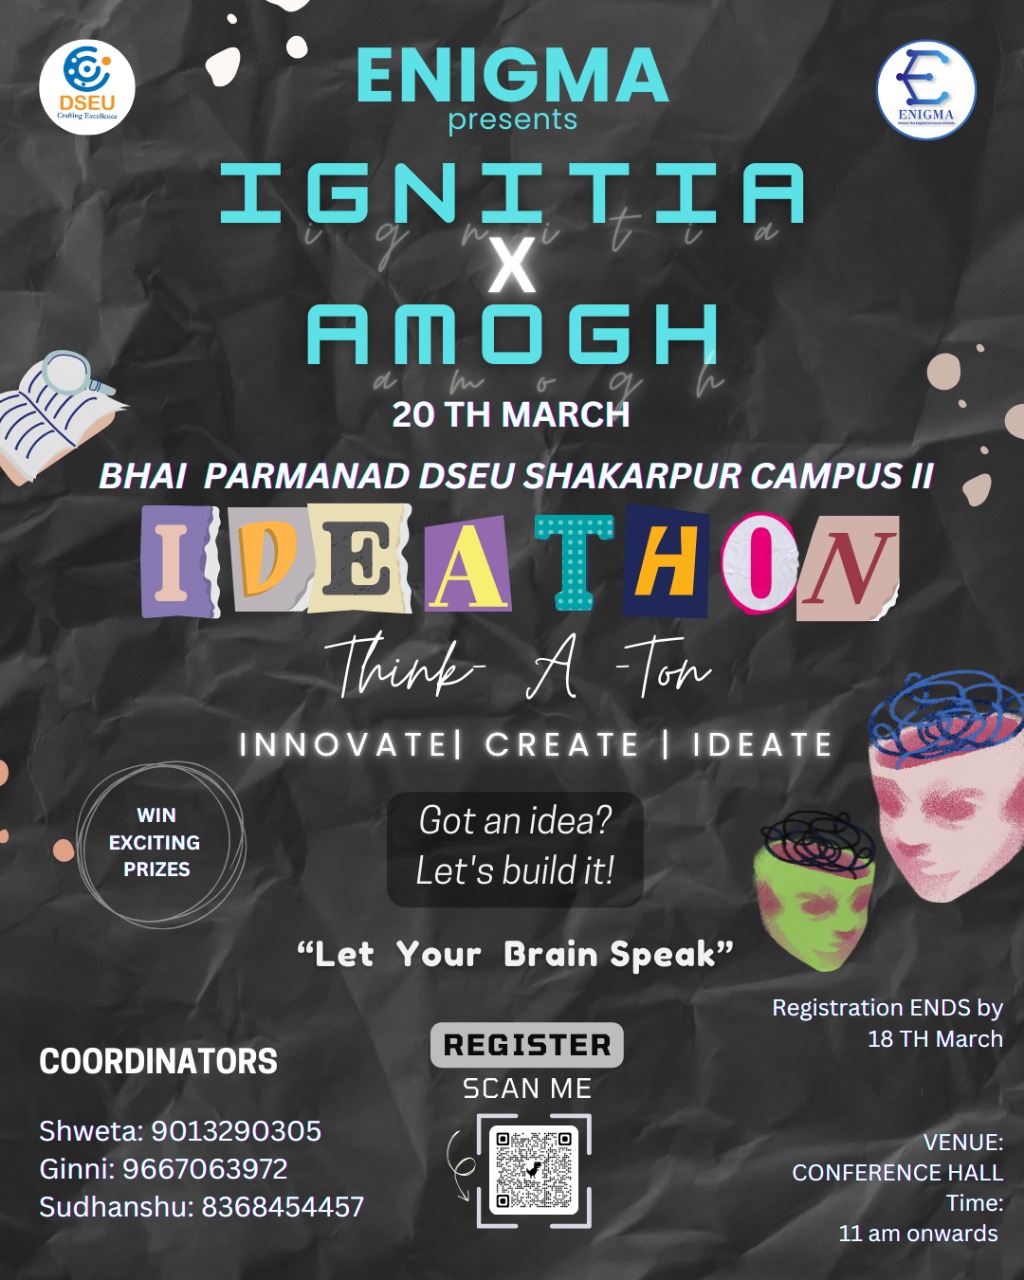 DSEU
Crafting Excellence
ENIGMA
presents
ENIGMA
IGNITIA
ignitia
X
AMOGH
amogh
20 TH MARCH
BHAI PARMANAD DSEU SHAKARPUR CAMPUS II
IDEATHON
Think- A -Ton
INNOVATE| CREATE | IDEATE
WIN
EXCITING
PRIZES
Got an idea?
Let's build it!
“Let Your Brain Speak”
Registration ENDS by
18 TH March
REGISTER
SCAN ME
COORDINATORS
Shweta: 9013290305
Ginni: 9667063972
Sudhanshu: 8368454457
VENUE:
CONFERENCE HALL
Time:
11 am onwards